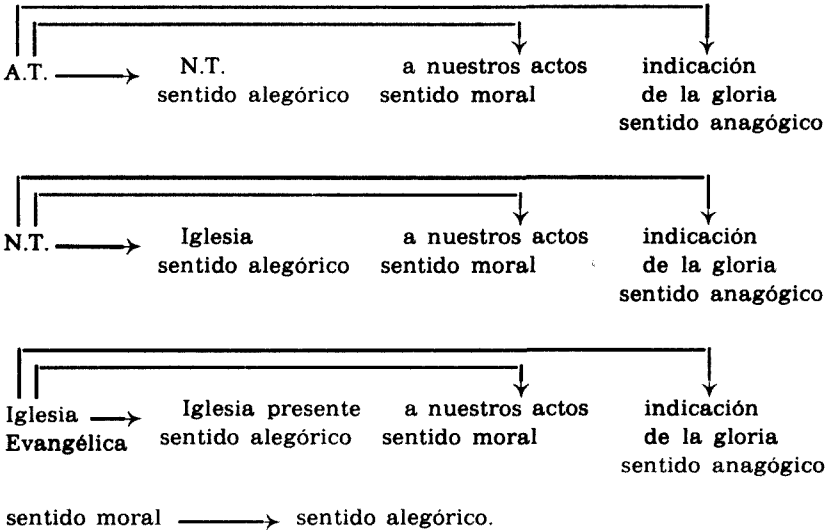 A.T. → N.T. a nuestros actos indicación
sentido alegórico sentido moral de la gloria
sentido anagógico
N.T. → Iglesia a nuestros actos indicación
sentido alegórico sentido moral de la gloria
sentido anagógico
Iglesia → Iglesia presente a nuestros actos indicación
Evangélica sentido alegórico sentido moral de la gloria
sentido anagógico
sentido moral → sentido alegórico.